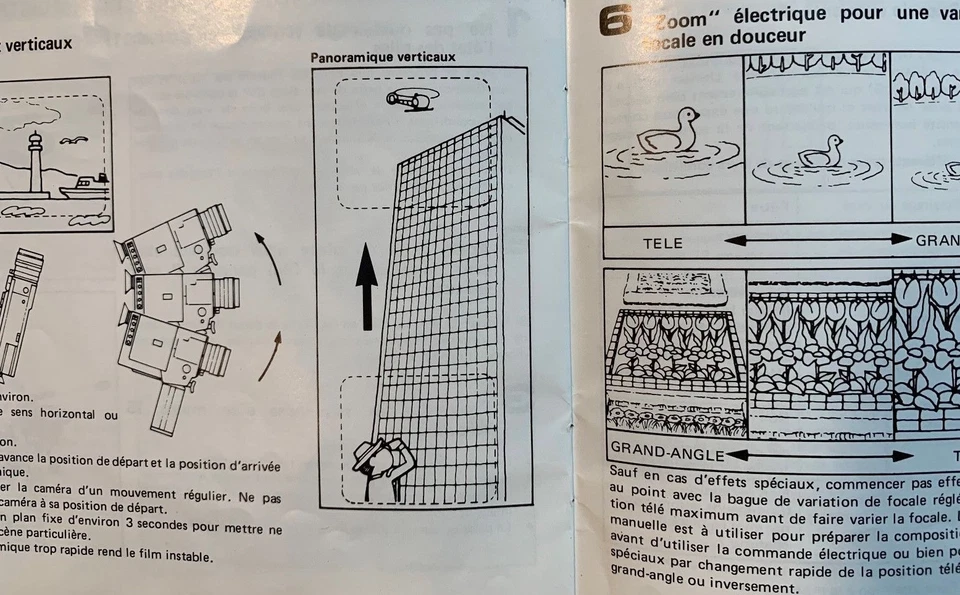 verticaux
viron.
sens horizontal ou
on.
avance la position de départ et la position d'arrivée
ique.
er la caméra d'un mouvement régulier. Ne pas
caméra à sa position de départ.
n plan fixe d'environ 3 secondes pour mettre ne
cène particulière.
mique trop rapide rend le film instable.
Panoramique verticaux
6 "Zoom" électrique pour une va
focale en douceur
TELE
GRAN
GRAND-ANGLE
T
Sauf en cas d'effets spéciaux, commencer pas effe
au point avec la bague de variation de focale réglé
tion télé maximum avant de faire varier la focale.
manuelle est à utiliser pour préparer la compositi
avant d'utiliser la commande électrique ou bien po
spéciaux par changement rapide de la position télé
grand-angle ou inversement.